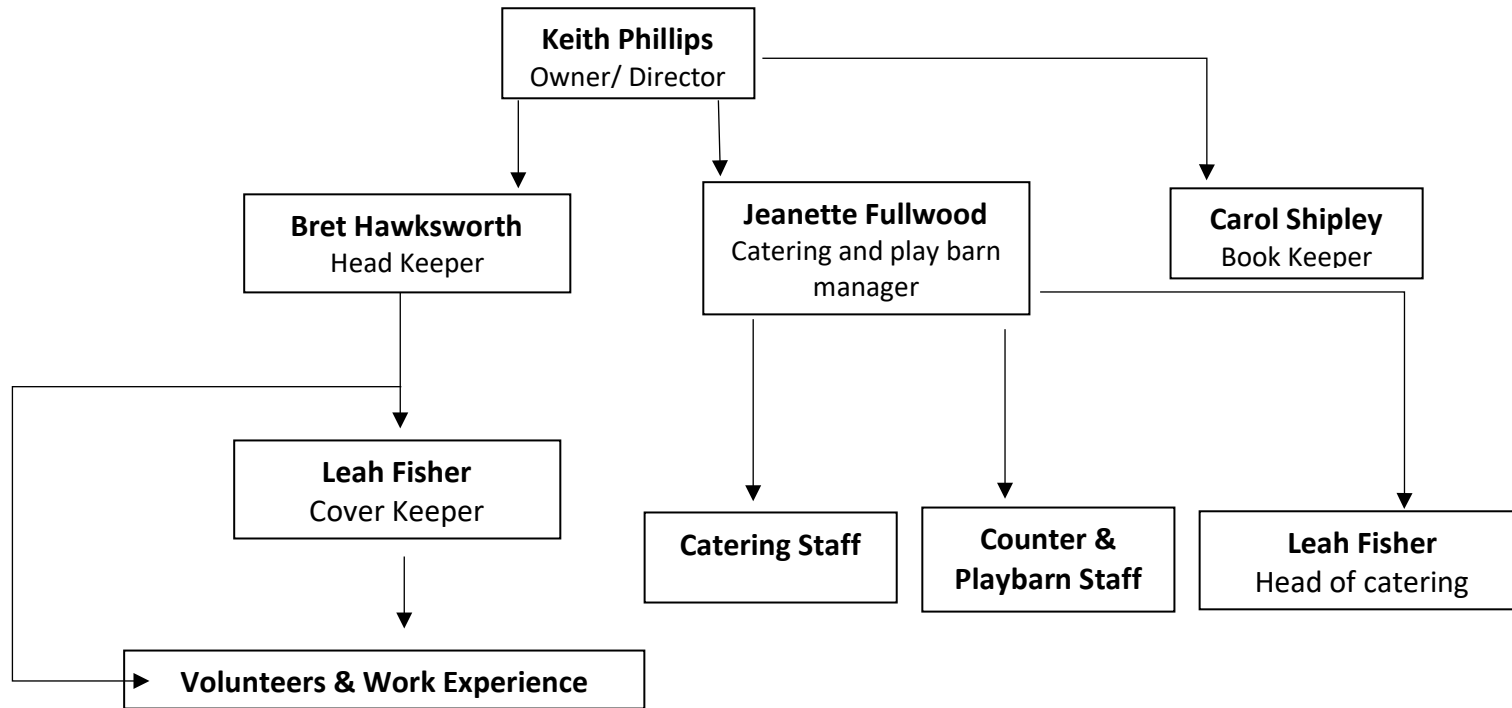 Keith Phillips
Owner/ Director
Bret Hawksworth
Head Keeper
Jeanette Fullwood
Catering and play barn
manager
Carol Shipley
Book Keeper
Leah Fisher
Cover Keeper
Catering Staff
Counter &
Playbarn Staff
Leah Fisher
Head of catering
Volunteers & Work Experience